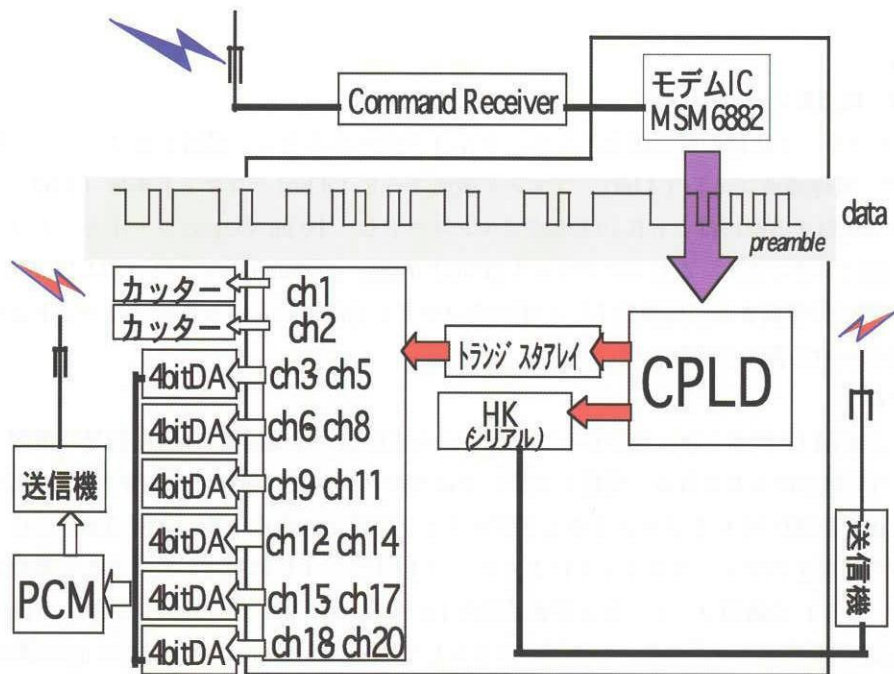 Command Receiver
モデムIC
MSM6882
data
preamble
カッター
ch1
カッター
ch2
トランジスタアレイ
CPLD
4bitDA
ch3- ch5
HK
(シリアル)
4bitDA
ch6- ch8
送信機
4bitDA
ch9- ch11
4bitDA
ch12- ch14
送信機
PCM
4bitDA
ch15- ch17
4bitDA
ch18- ch20